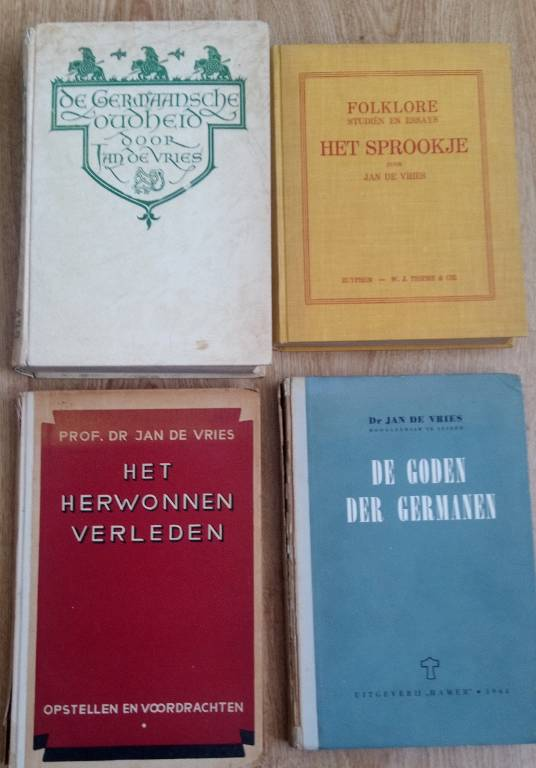 DE GERMAANSCHE
OUDHEID
DOOR
JAN DE VRIES
FOLKLORE
STUDIËN EN ESSAYS
HET SPROOKJE
DOOR
JAN DE VRIES
ZUTPHEN — W. J. THIEME & CIE
PROF. DR JAN DE VRIES
HET
HERWONNEN
VERLEDEN
OPSTELLEN EN VOORDRACHTEN
Dr JAN DE VRIES
HOOGLEERAAR TE LEIDEN
DE GODEN
DER GERMANEN
UITGEVERIJ „HAMER"